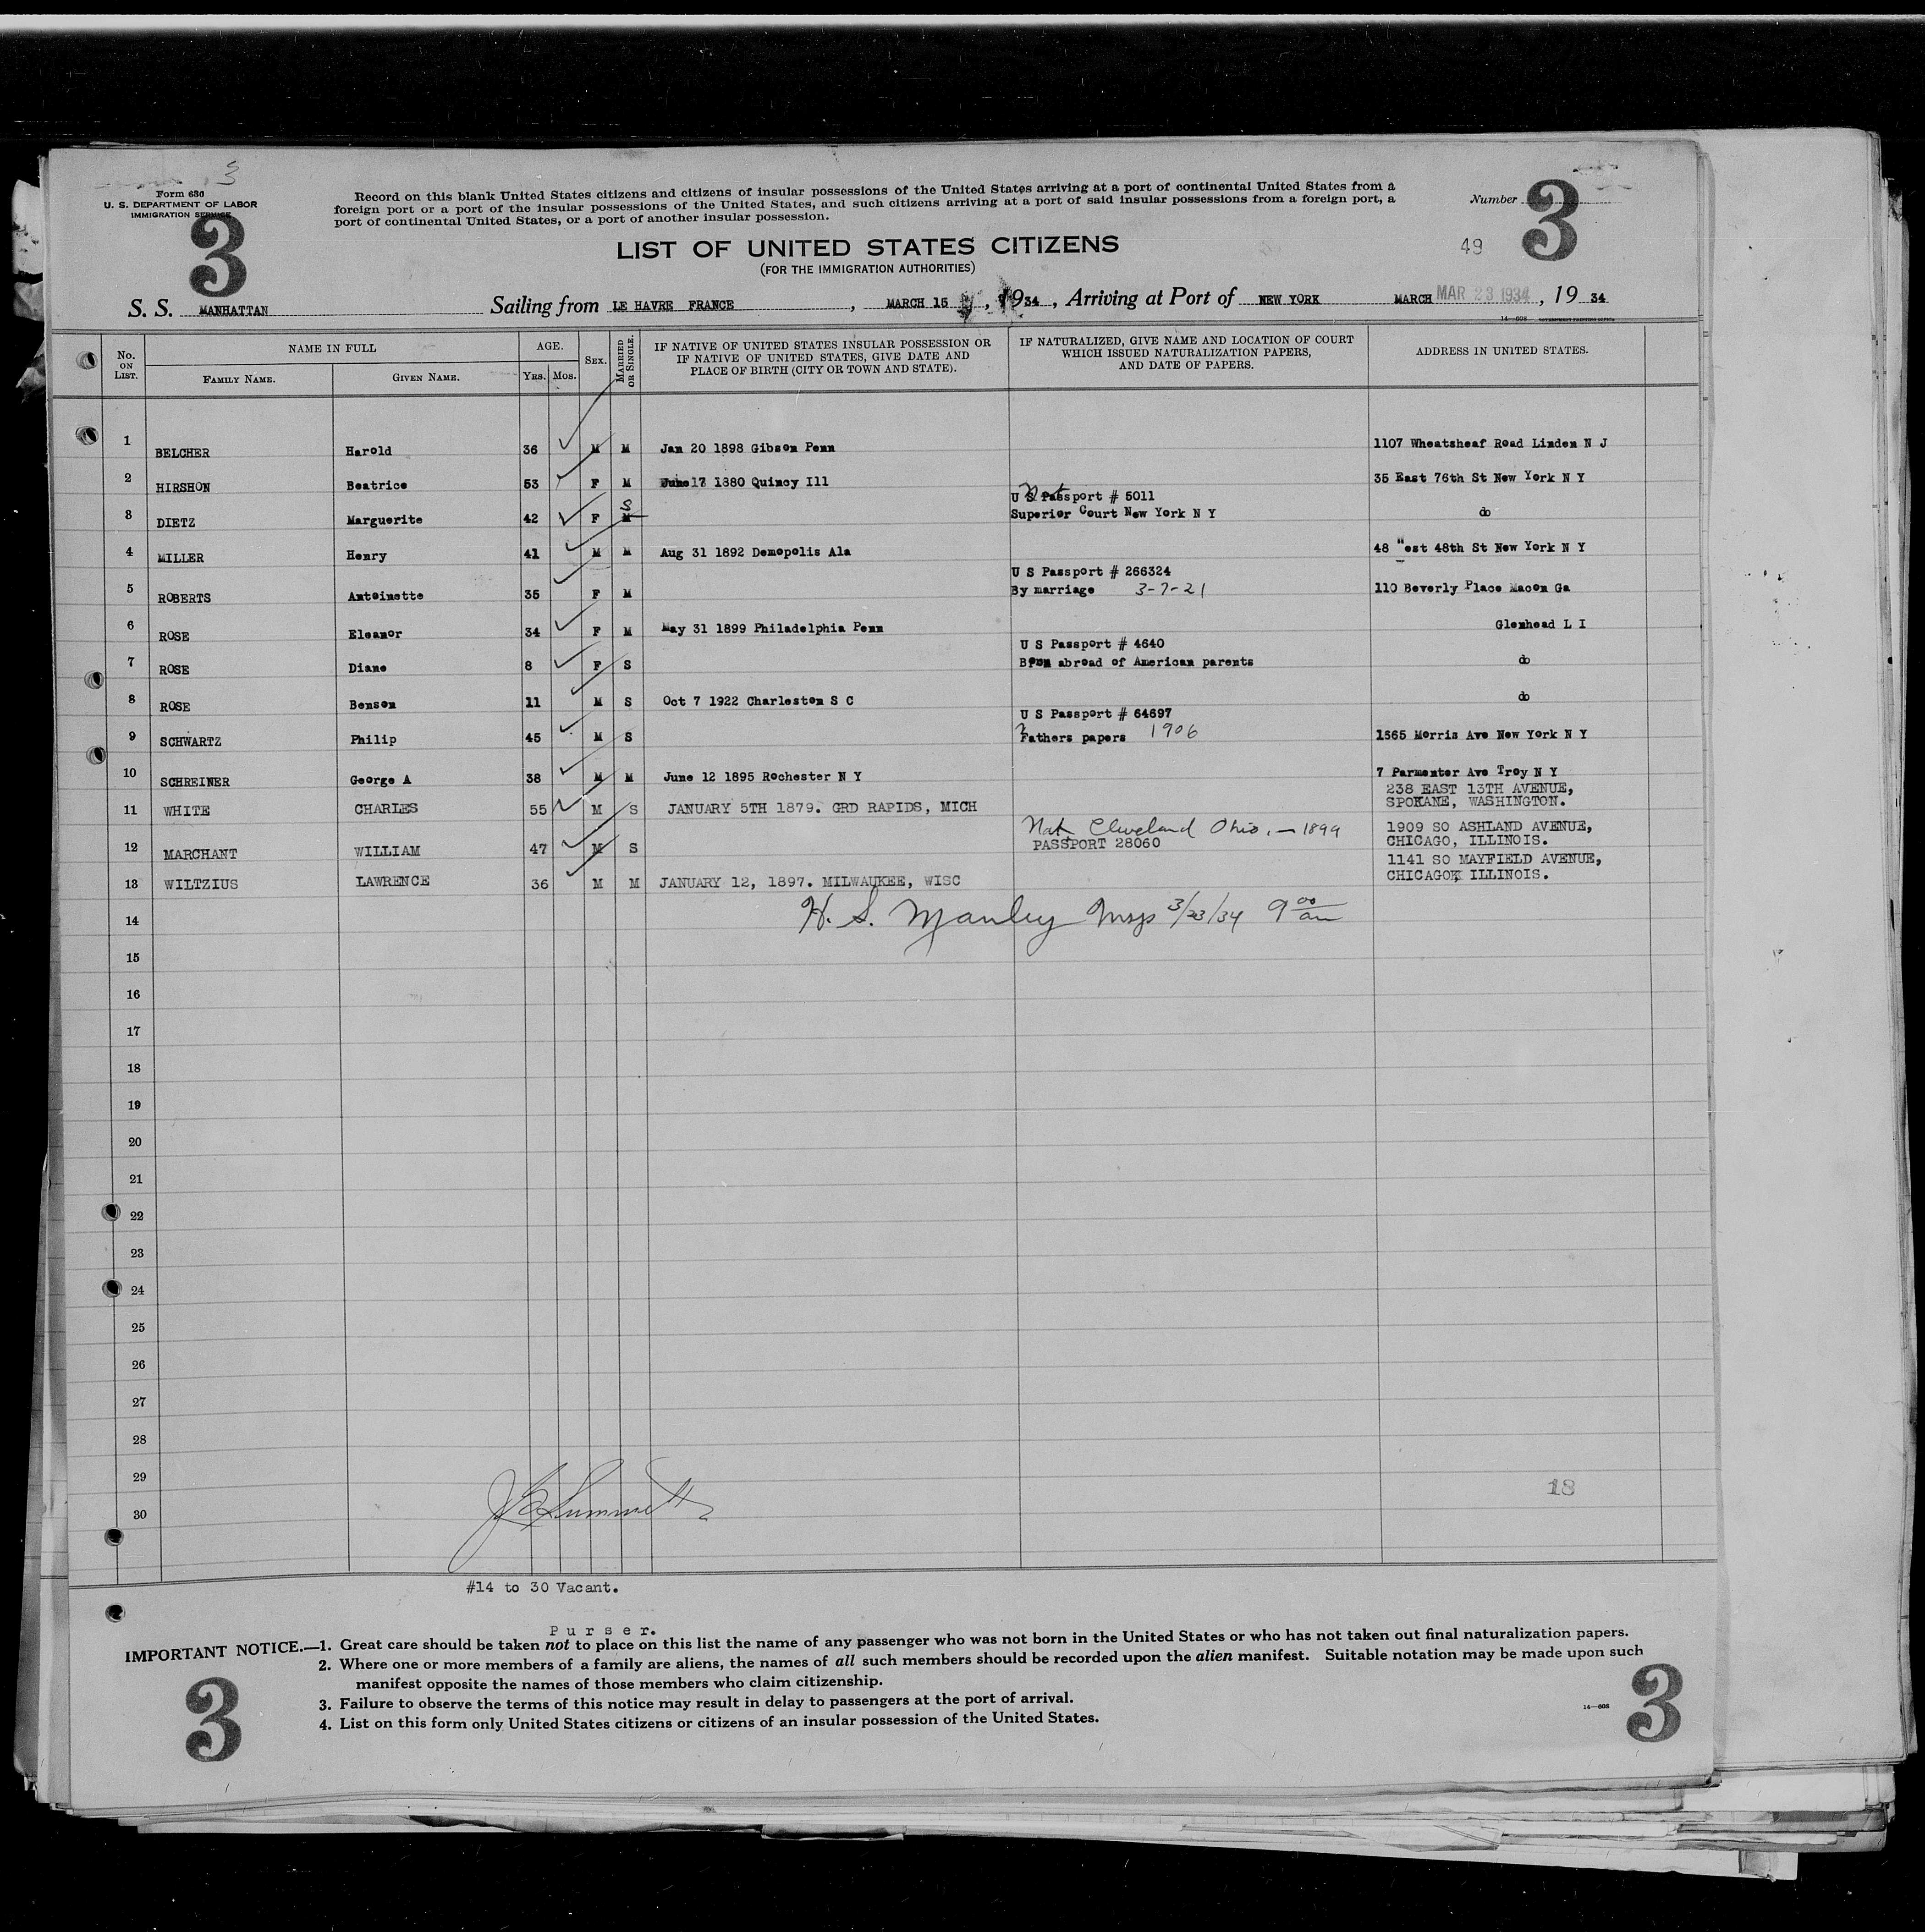 3
Form 630
U. S. DEPARTMENT OF LABOR
IMMIGRATION SERVICE
3
Record on this blank United States citizens and citizens of insular possessions of the United States arriving at a port of continental United States from a
foreign port or a port of the insular possessions of the United States, and such citizens arriving at a port of said insular possessions from a foreign port, a
port of continental United States, or a port of another insular possession.
Number 3
LIST OF UNITED STATES CITIZENS
49
(FOR THE IMMIGRATION AUTHORITIES)
S. S. MANHATTAN Sailing from LE HAVRE FRANCE, MARCH 15, 1934, Arriving at Port of NEW YORK MARCH MAR 23 1934, 19 34
14—608 GOVERNMENT PRINTING OFFICE
No. ON LIST. NAME IN FULL AGE. SEX. MARRIED OR SINGLE. IF NATIVE OF UNITED STATES INSULAR POSSESSION OR IF NATIVE OF UNITED STATES, GIVE DATE AND PLACE OF BIRTH (CITY OR TOWN AND STATE). IF NATURALIZED, GIVE NAME AND LOCATION OF COURT WHICH ISSUED NATURALIZATION PAPERS, AND DATE OF PAPERS. ADDRESS IN UNITED STATES.
FAMILY NAME. GIVEN NAME. YRS. MOS.
1 BELCHER Harold 36 M M Jan 20 1898 Gibson Penn 1107 Wheatsheaf Road Linden N J
2 HIRSHON Beatrice 53 F M June 17 1880 Quincy Ill 35 East 76th St New York N Y
Nat
U S Passport # 5011
S
3 DIETZ Marguerite 42 F M Superior Court New York N Y do
4 MILLER Henry 41 M M Aug 31 1892 Demopolis Ala 48 "est 48th St New York N Y
U S Passport # 266324
5 ROBERTS Antoinette 35 F M By marriage 3-7-21 110 Beverly Place Macon Ga
6 ROSE Eleanor 34 F M May 31 1899 Philadelphia Penn Glenhead L I
U S Passport # 4640
7 ROSE Diane 8 F S Born abroad of American parents do
8 ROSE Benson 11 M S Oct 7 1922 Charleston S C do
U S Passport # 64697
9 SCHWARTZ Philip 45 M S Fathers papers 1906 1565 Morris Ave New York N Y
10 SCHREINER George A 38 M M June 12 1895 Rochester N Y 7 Parmenter Ave Troy N Y
238 EAST 13TH AVENUE,
11 WHITE CHARLES 55 M S JANUARY 5TH 1879. GRD RAPIDS, MICH SPOKANE, WASHINGTON.
Nat Cleveland Ohio, — 1899 1909 SO ASHLAND AVENUE,
12 MARCHANT WILLIAM 47 M S PASSPORT 28060 CHICAGO, ILLINOIS.
1141 SO MAYFIELD AVENUE,
13 WILTZIUS LAWRENCE 36 M M JANUARY 12, 1897. MILWAUKEE, WISC CHICAGO, ILLINOIS.
14 H. S. Manley 3/23/34 9 00 am
15
16
17
18
19
20
21
22
23
24
25
26
27
28
29
18
30
#14 to 30 Vacant.
Purser.
IMPORTANT NOTICE.—1. Great care should be taken not to place on this list the name of any passenger who was not born in the United States or who has not taken out final naturalization papers.
2. Where one or more members of a family are aliens, the names of all such members should be recorded upon the alien manifest. Suitable notation may be made upon such
manifest opposite the names of those members who claim citizenship.
3. Failure to observe the terms of this notice may result in delay to passengers at the port of arrival.
4. List on this form only United States citizens or citizens of an insular possession of the United States.
14—608
3
3